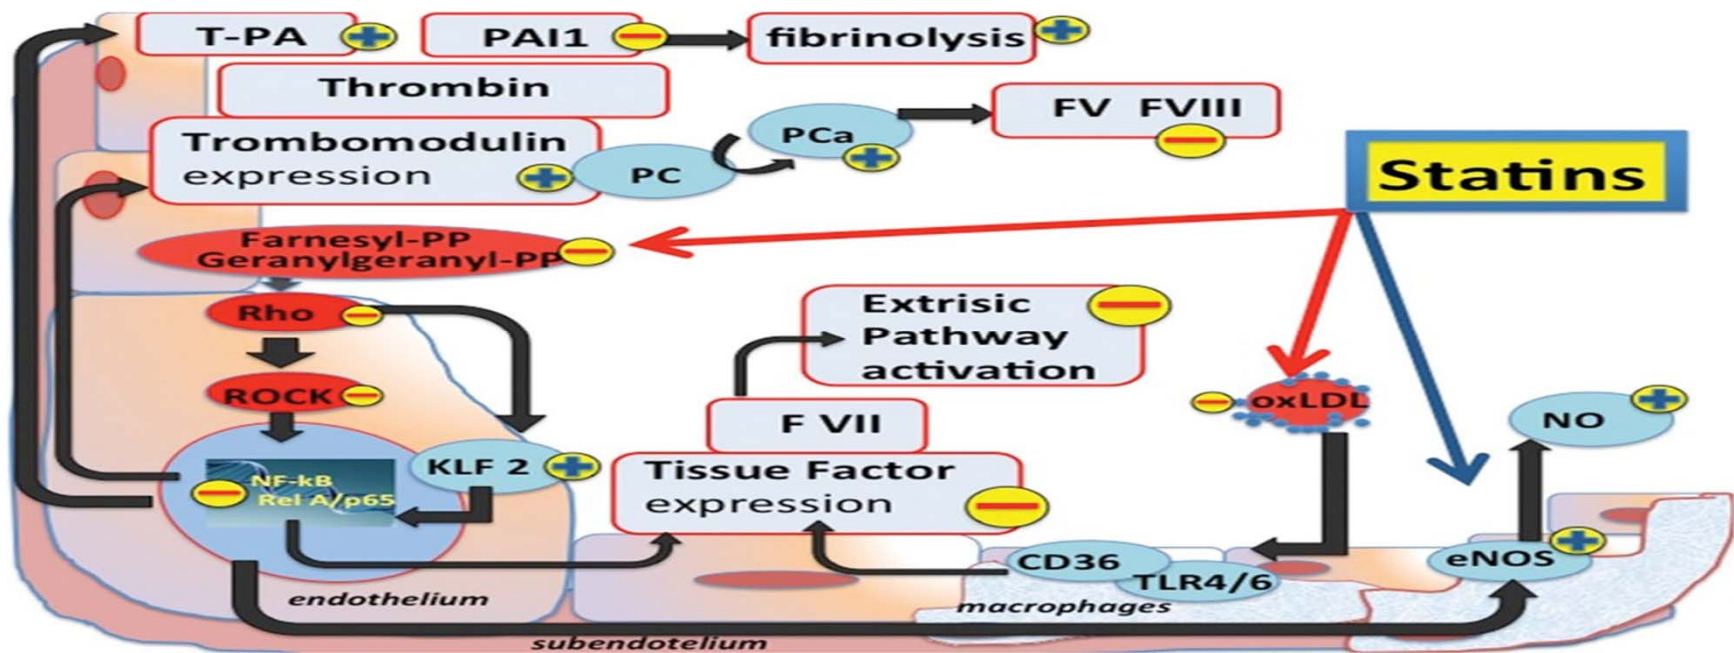 T-PA
PAI1
fibrinolysis
Thrombin
FV FVIII
PCa
Trombomodulin
expression
PC
Statins
Farnesyl-PP
Geranylgeranyl-PP
Rho
Extrisic
Pathway
activation
ROCK
oxLDL
NO
F VII
KLF 2
Tissue Factor
expression
NF-kB
Rel A/p65
CD36
TLR4/6
eNOS
endothelium
macrophages
subendotelium